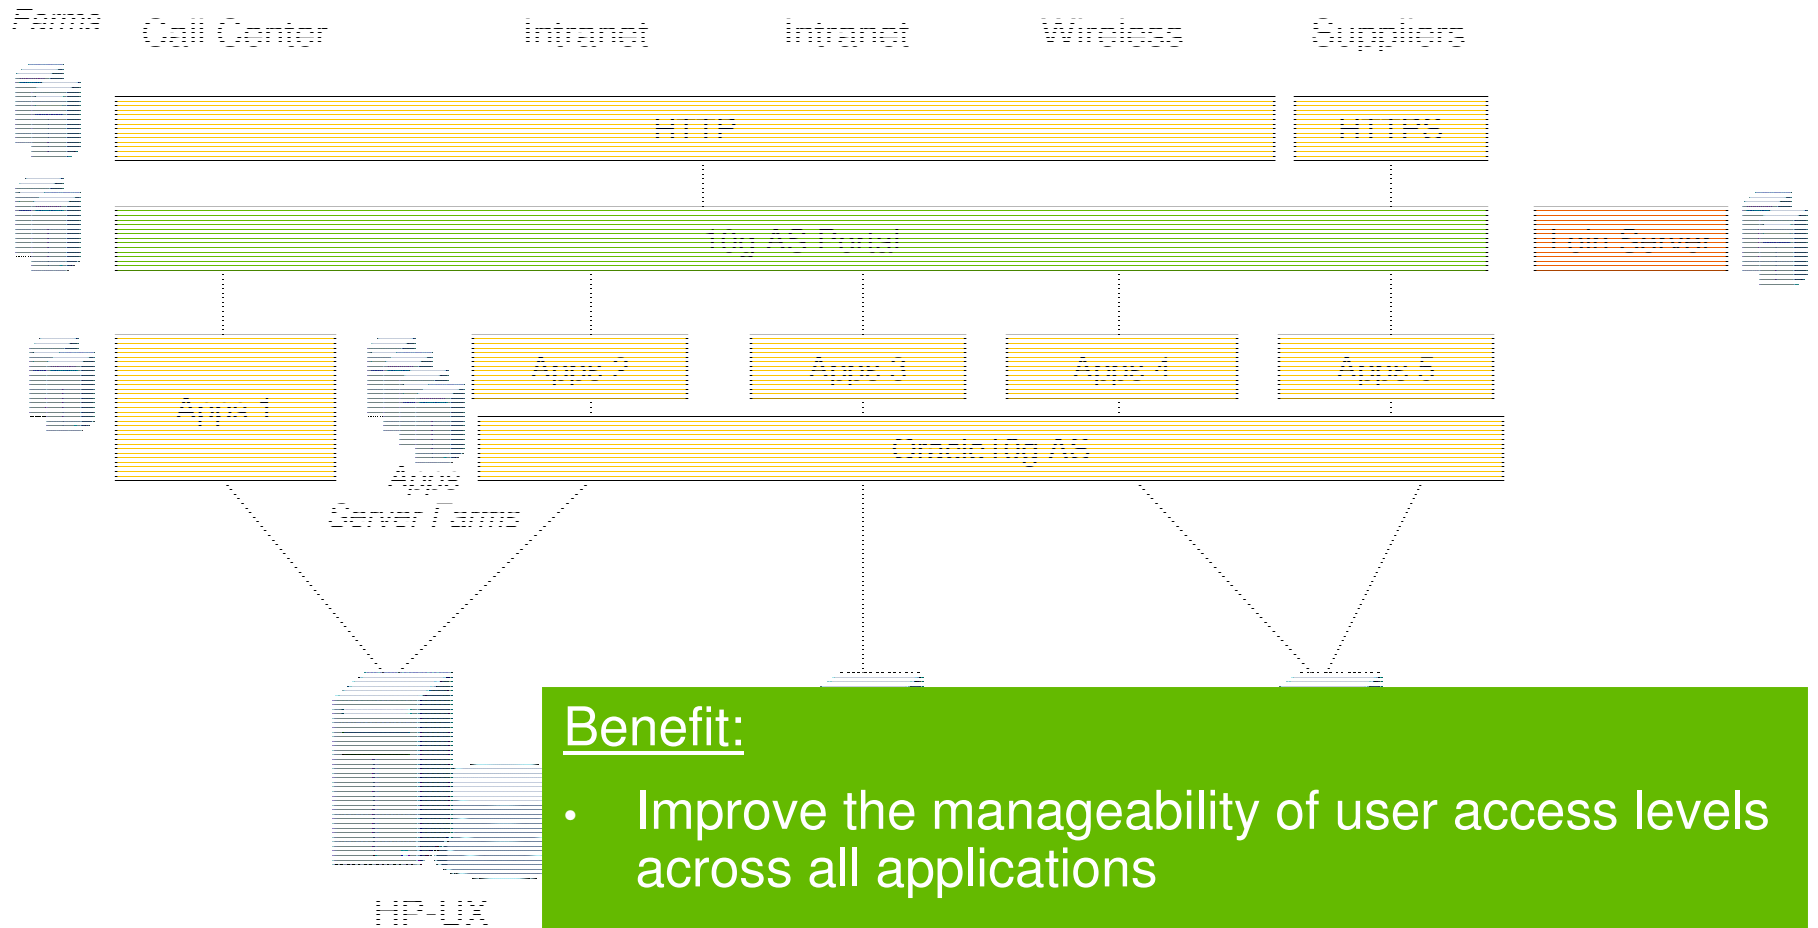 Farms
Call Center
Intranet
Intranet
Wireless
Suppliers
HTTP
HTTPS
10g AS Portal
Server
Apps 1
Apps 2
Apps 3
Apps 4
Apps 5
Oracle10g AS
Apps
Server Farms
HP-UX
Benefit:
• Improve the manageability of user access levels
across all applications